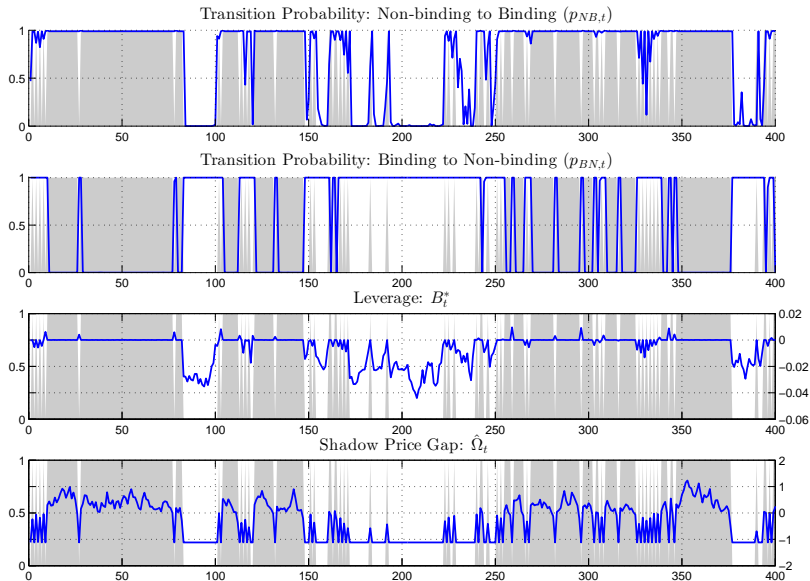 Transition Probability: Non-binding to Binding (p_{NB,t})
1
0.5
0
0 50 100 150 200 250 300 350 400
Transition Probability: Binding to Non-binding (p_{BN,t})
1
0.5
0
0 50 100 150 200 250 300 350 400
Leverage: B_t^*
1 0.02
0
0.5 −0.02
−0.04
0 −0.06
0 50 100 150 200 250 300 350 400
Shadow Price Gap: Ω̂_t
1 2
1
0.5 0
−1
0 −2
0 50 100 150 200 250 300 350 400